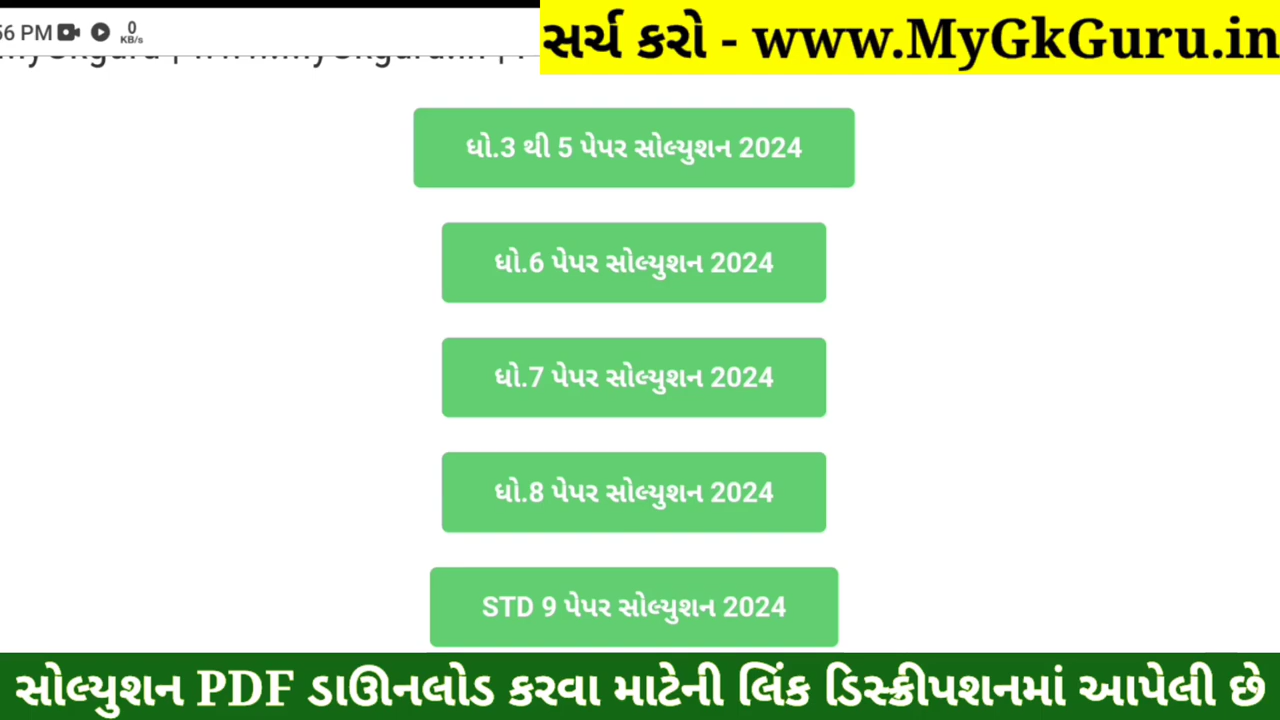 56 PM
0
KB/s
સર્ચ કરો - www.MyGkGuru.in
ધો.3 થી 5 પેપર સોલ્યુશન 2024
ધો.6 પેપર સોલ્યુશન 2024
ધો.7 પેપર સોલ્યુશન 2024
ધો.8 પેપર સોલ્યુશન 2024
STD 9 પેપર સોલ્યુશન 2024
સોલ્યુશન PDF ડાઊનલોડ કરવા માટેની લિંક ડિસ્ક્રીપશનમાં આપેલી છે